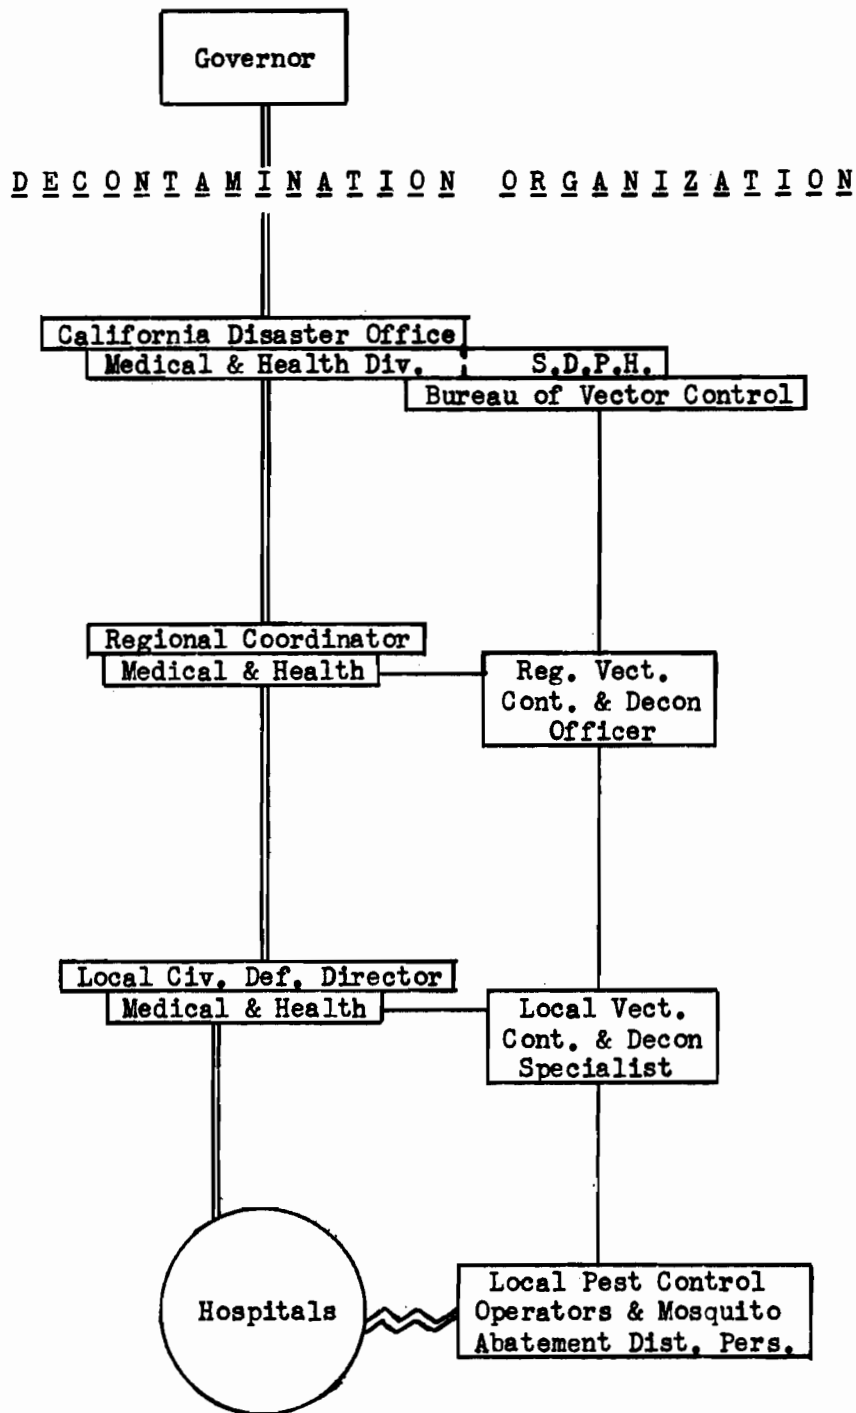 Governor
DECONTAMINATION ORGANIZATION
California Disaster Office
Medical & Health Div.
S.D.P.H.
Bureau of Vector Control
Regional Coordinator
Medical & Health
Reg. Vect.
Cont. & Decon
Officer
Local Civ. Def. Director
Medical & Health
Local Vect.
Cont. & Decon
Specialist
Hospitals
Local Pest Control
Operators & Mosquito
Abatement Dist. Pers.